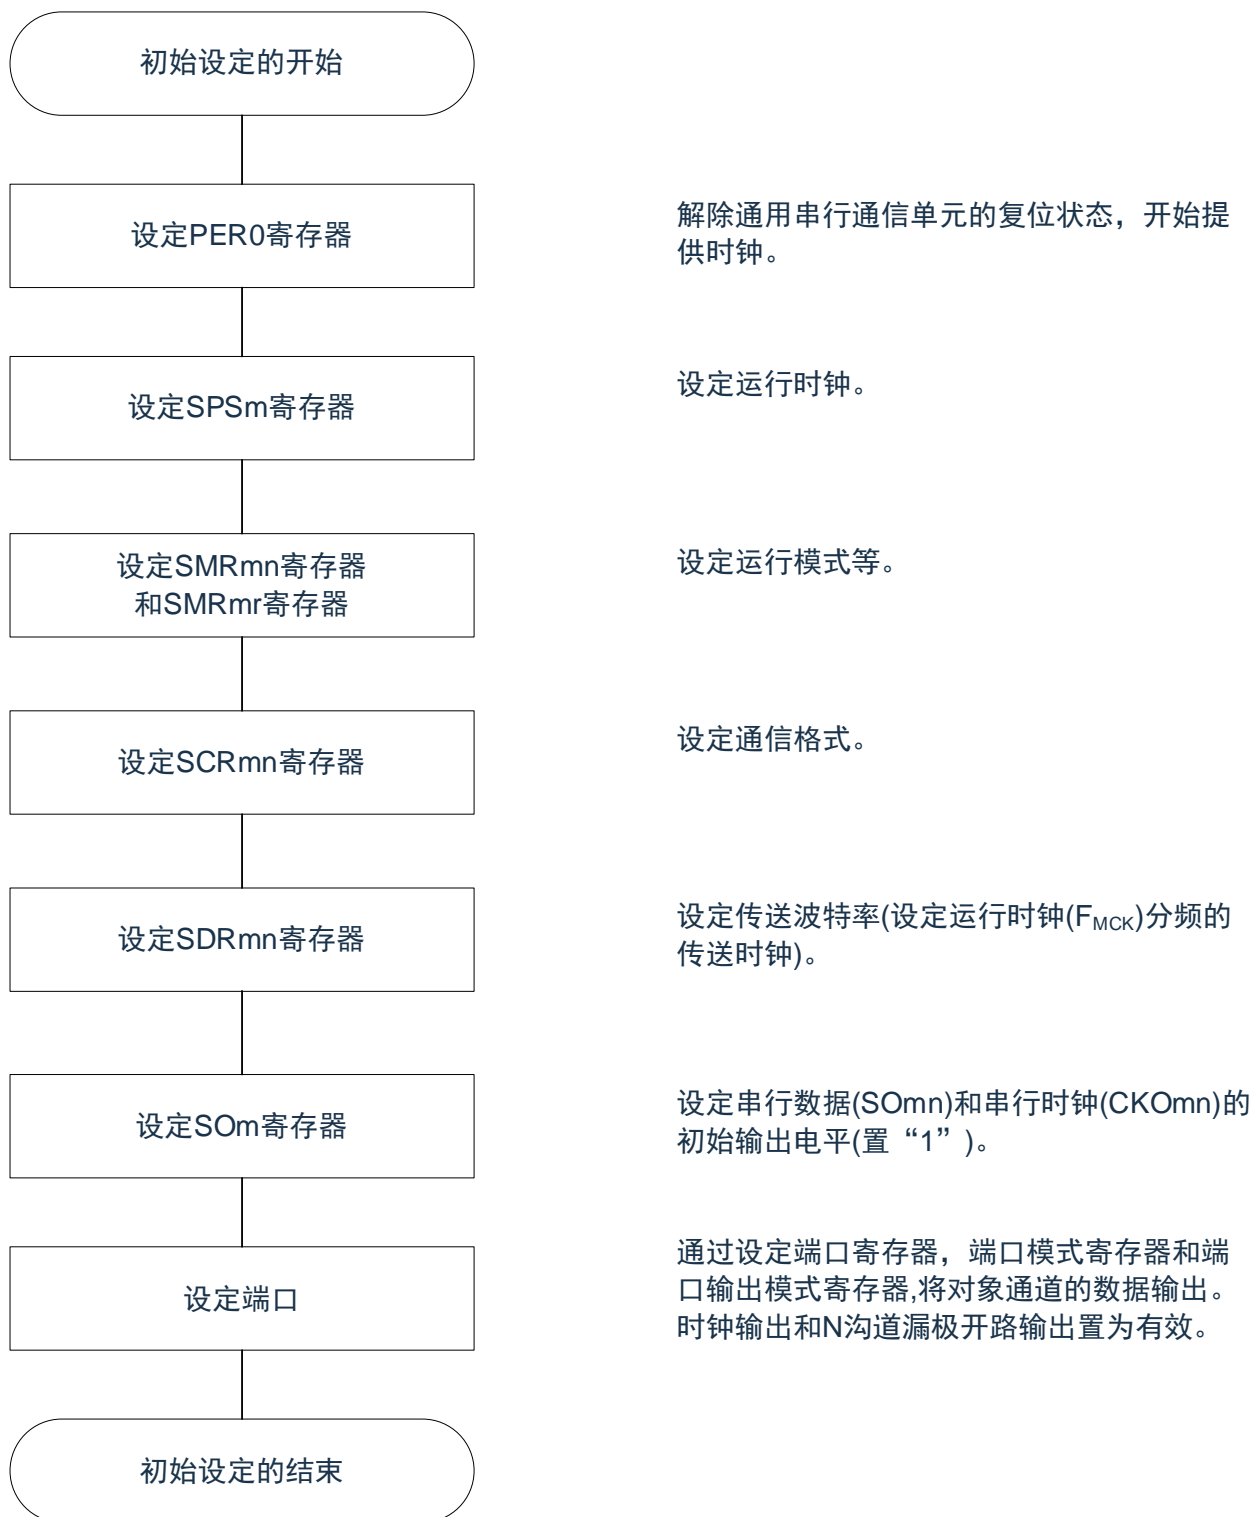 初始设定的开始
设定PER0寄存器
解除通用串行通信单元的复位状态，开始提
供时钟。
设定SPSm寄存器
设定运行时钟。
设定SMRmn寄存器
和SMRmr寄存器
设定运行模式等。
设定SCRmn寄存器
设定通信格式。
设定SDRmn寄存器
设定传送波特率(设定运行时钟(FMCK)分频的
传送时钟)。
设定SOm寄存器
设定串行数据(SOmn)和串行时钟(CKOmn)的
初始输出电平(置“1”)。
设定端口
通过设定端口寄存器，端口模式寄存器和端
口输出模式寄存器,将对象通道的数据输出。
时钟输出和N沟道漏极开路输出置为有效。
初始设定的结束